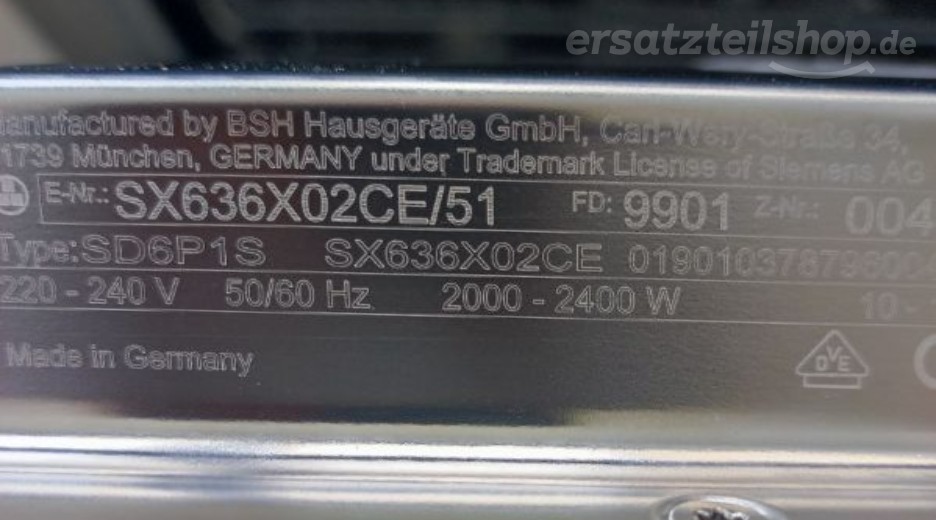 ersatzteilshop.de
anufactured by BSH Hausgeräte GmbH, Carl-Wery-Straße 34,
1739 München, GERMANY under Trademark License of Siemens AG
E-Nr.: SX636X02CE/51 FD: 9901 Z-Nr.: 004
Type: SD6P1S SX636X02CE
220 - 240 V 50/60 Hz 2000 - 2400 W 10 -
Made in Germany
DVE